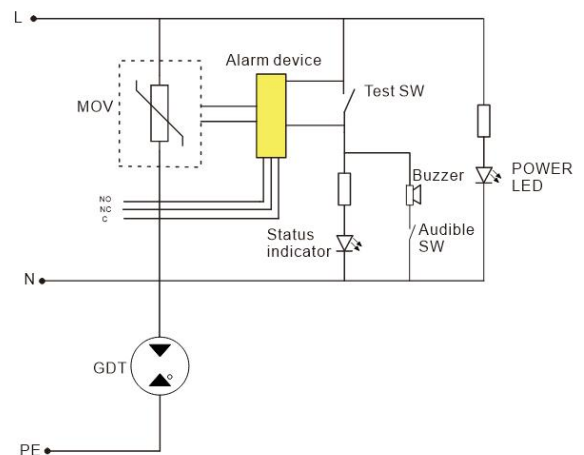 L
Alarm device
MOV
Test SW
POWER
LED
Buzzer
NO
NC
C
Audible
SW
Status
indicator
N
GDT
PE